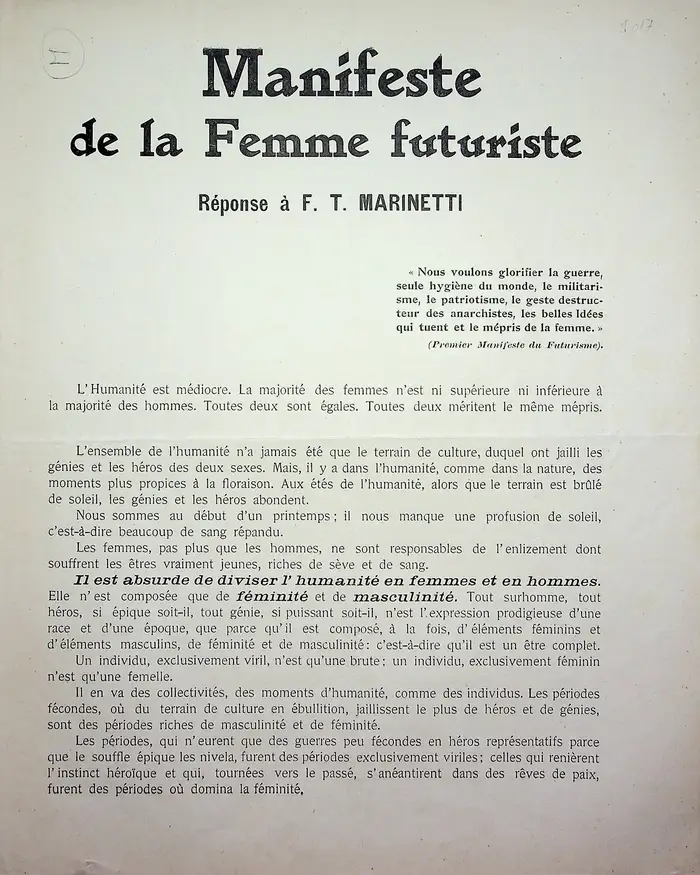 Manifeste
de la Femme futuriste
Réponse à F. T. MARINETTI
« Nous voulons glorifier la guerre,
seule hygiène du monde, le militari-
sme, le patriotisme, le geste destruc-
teur des anarchistes, les belles Idées
qui tuent et le mépris de la femme. »
(Premier Manifeste du Futurisme).
L'Humanité est médiocre. La majorité des femmes n'est ni supérieure ni inférieure à
la majorité des hommes. Toutes deux sont égales. Toutes deux méritent le même mépris.
L'ensemble de l'humanité n'a jamais été que le terrain de culture, duquel ont jailli les
génies et les héros des deux sexes. Mais, il y a dans l'humanité, comme dans la nature, des
moments plus propices à la floraison. Aux étés de l'humanité, alors que le terrain est brûlé
de soleil, les génies et les héros abondent.
Nous sommes au début d'un printemps; il nous manque une profusion de soleil,
c'est-à-dire beaucoup de sang répandu.
Les femmes, pas plus que les hommes, ne sont responsables de l'enlizement dont
souffrent les êtres vraiment jeunes, riches de sève et de sang.
Il est absurde de diviser l'humanité en femmes et en hommes.
Elle n'est composée que de féminité et de masculinité. Tout surhomme, tout
héros, si épique soit-il, tout génie, si puissant soit-il, n'est l'expression prodigieuse d'une
race et d'une époque, que parce qu'il est composé, à la fois, d'éléments féminins et
d'éléments masculins, de féminité et de masculinité: c'est-à-dire qu'il est un être complet.
Un individu, exclusivement viril, n'est qu'une brute; un individu, exclusivement féminin
n'est qu'une femelle.
Il en va des collectivités, des moments d'humanité, comme des individus. Les périodes
fécondes, où du terrain de culture en ébullition, jaillissent le plus de héros et de génies,
sont des périodes riches de masculinité et de féminité.
Les périodes, qui n'eurent que des guerres peu fécondes en héros représentatifs parce
que le souffle épique les nivela, furent des périodes exclusivement viriles; celles qui renièrent
l'instinct héroïque et qui, tournées vers le passé, s'anéantirent dans des rêves de paix,
furent des périodes où domina la féminité.